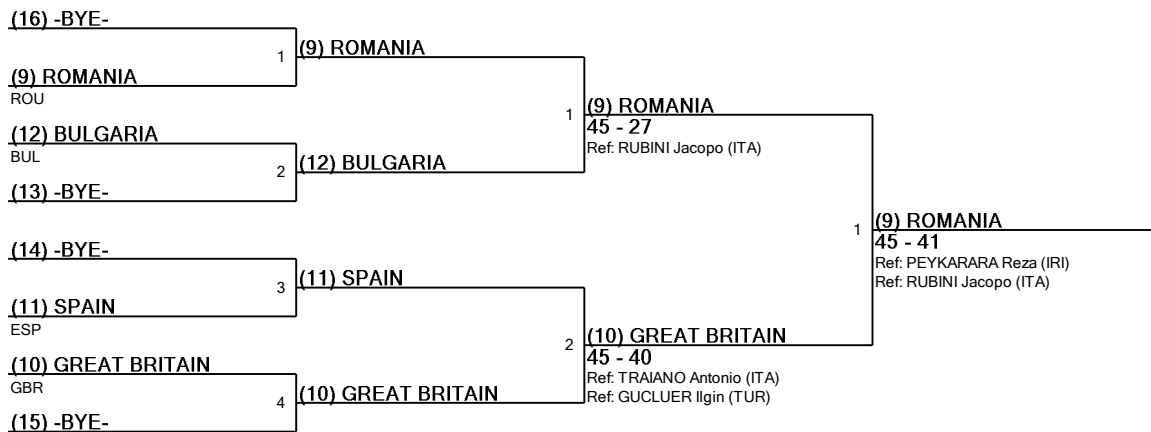 (16) -BYE-
1
(9) ROMANIA
(9) ROMANIA
ROU
(12) BULGARIA
BUL
2
(12) BULGARIA
(13) -BYE-
1
(9) ROMANIA
45 - 27
Ref: RUBINI Jacopo (ITA)
(14) -BYE-
3
(11) SPAIN
(11) SPAIN
ESP
(10) GREAT BRITAIN
GBR
4
(10) GREAT BRITAIN
(15) -BYE-
2
(10) GREAT BRITAIN
45 - 40
Ref: TRAIANO Antonio (ITA)
Ref: GUCLUER Ilgin (TUR)
1
(9) ROMANIA
45 - 41
Ref: PEYKARARA Reza (IRI)
Ref: RUBINI Jacopo (ITA)